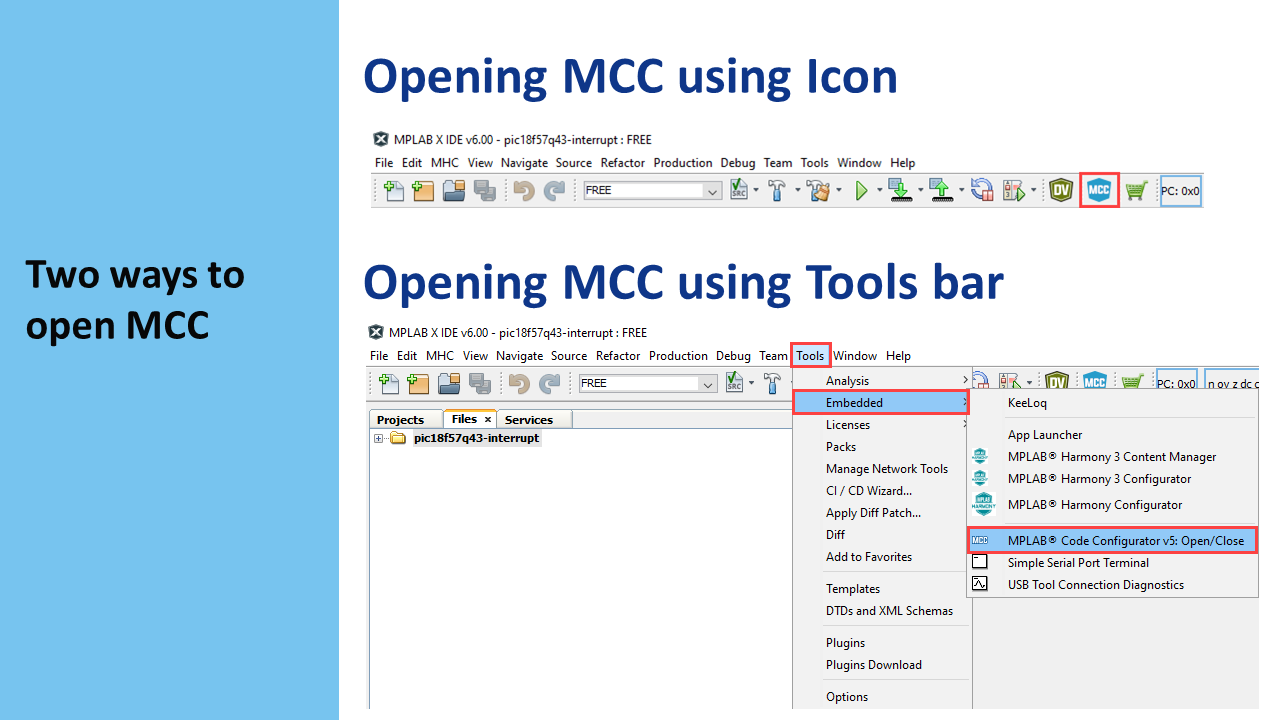 Two ways to
open MCC
Opening MCC using Icon
MPLAB X IDE v6.00 - pic18f57q43-interrupt : FREE
File Edit MHC View Navigate Source Refactor Production Debug Team Tools Window Help
FREE SRC DV MCC PC: 0x0
Opening MCC using Tools bar
MPLAB X IDE v6.00 - pic18f57q43-interrupt : FREE
File Edit MHC View Navigate Source Refactor Production Debug Team Tools Window Help
FREE SRC DV MCC PC: 0x0 n ov z dc c
Projects Files × Services
pic18f57q43-interrupt
Analysis
Embedded
Licenses
Packs
Manage Network Tools
CI / CD Wizard...
Apply Diff Patch...
Diff
Add to Favorites
Templates
DTDs and XML Schemas
Plugins
Plugins Download
Options
KeeLoq
App Launcher
MPLAB® Harmony 3 Content Manager
MPLAB® Harmony 3 Configurator
MPLAB® Harmony Configurator
MCC MPLAB® Code Configurator v5: Open/Close
Simple Serial Port Terminal
USB Tool Connection Diagnostics